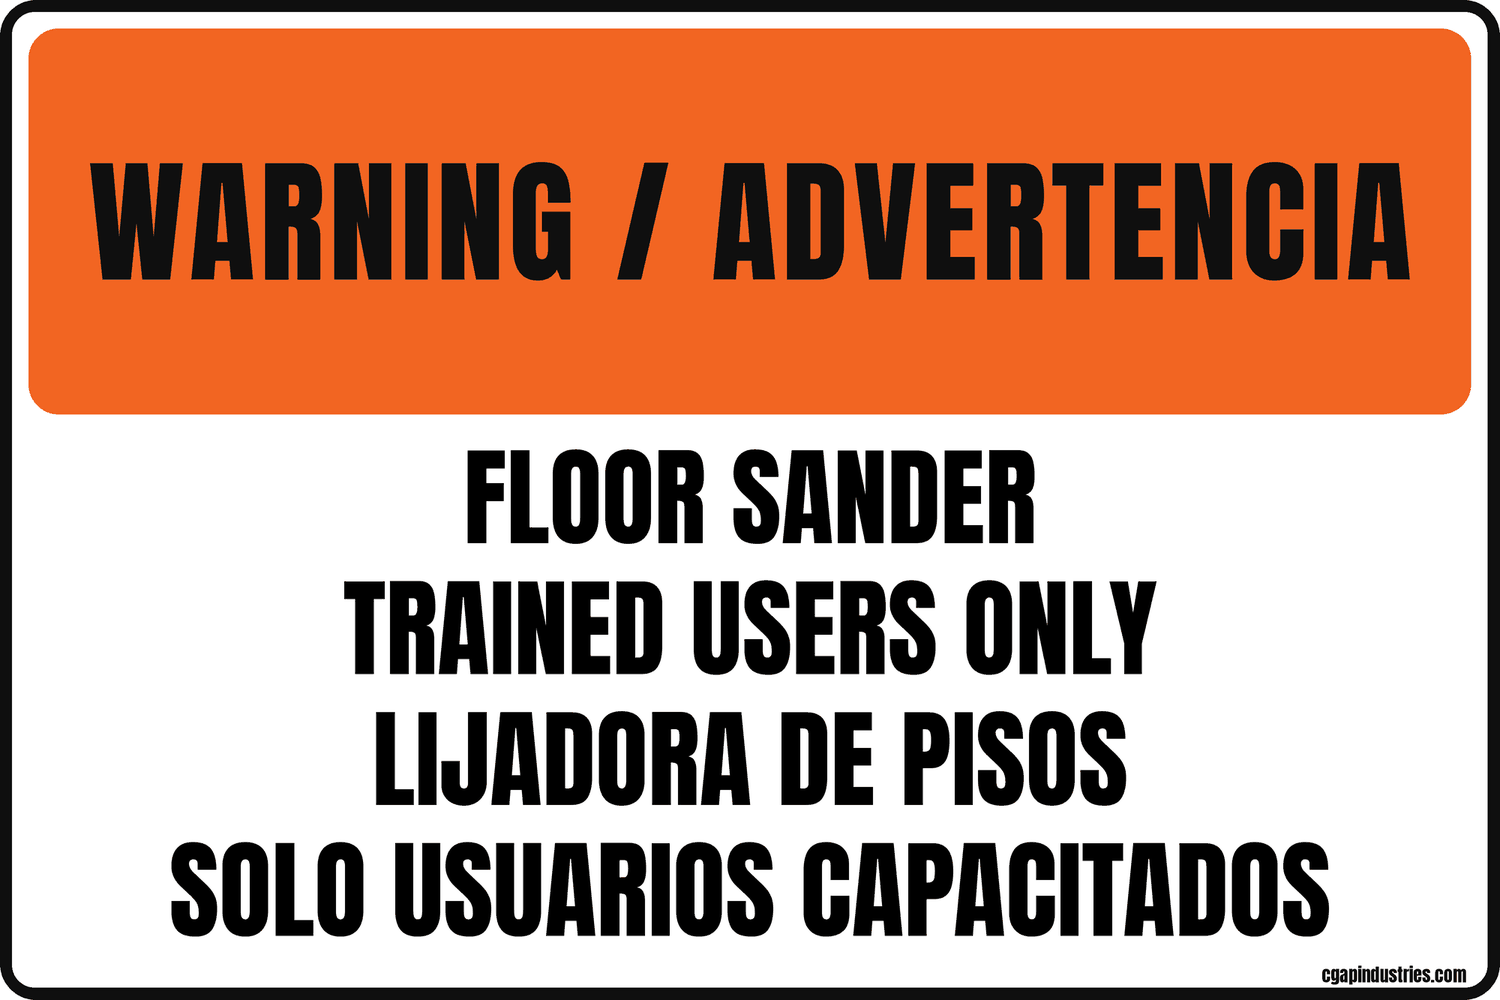 WARNING / ADVERTENCIA
FLOOR SANDER
TRAINED USERS ONLY
LIJADORA DE PISOS
SOLO USUARIOS CAPACITADOS
cgapindustries.com